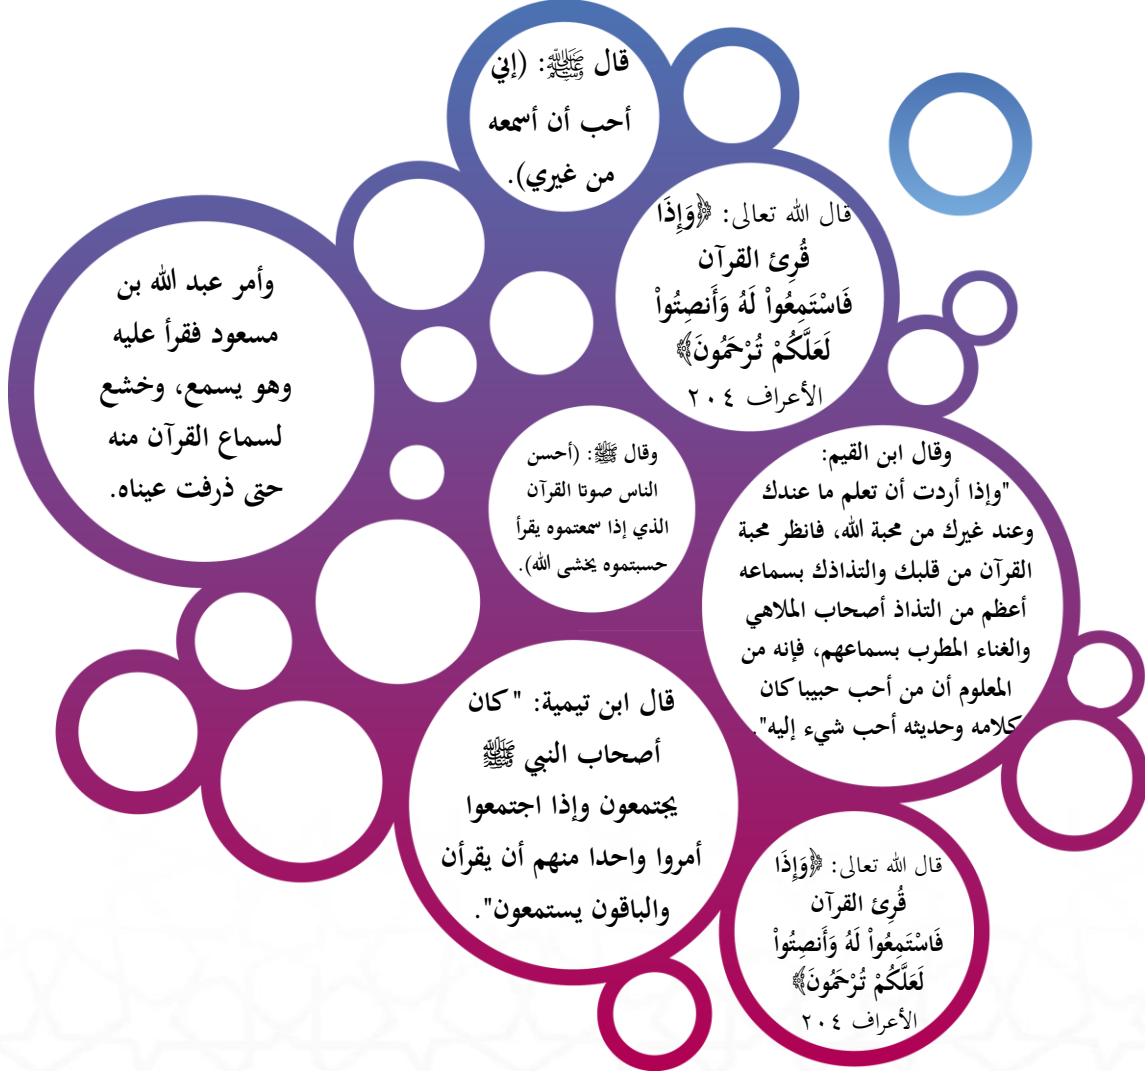 قال ﷺ: (إني
أحب أن أسمعه
من غيري).
قال الله تعالى: ﴿وَإِذَا
قُرِئ القرآن
فَاسْتَمِعُواْ لَهُ وَأَنصِتُواْ
لَعَلَّكُمْ تُرْحَمُونَ﴾
الأعراف ٢٠٤
وأمر عبد الله بن
مسعود فقرأ عليه
وهو يسمع، وخشع
لسماع القرآن منه
حتى ذرفت عيناه.
وقال ﷺ: (أحسن
الناس صوتا القرآن
الذي إذا سمعتموه يقرأ
حسبتموه يخشى الله).
وقال ابن القيم:
"وإذا أردت أن تعلم ما عندك
وعند غيرك من محبة الله، فانظر محبة
القرآن من قلبك والتذاذك بسماعه
أعظم من التذاذ أصحاب الملاهي
والغناء المطرب بسماعهم، فإنه من
المعلوم أن من أحب حبيبا كان
كلامه وحديثه أحب شيء إليه".
قال ابن تيمية: "كان
أصحاب النبي ﷺ
يجتمعون وإذا اجتمعوا
أمروا واحدا منهم أن يقرأن
والباقون يستمعون".
قال الله تعالى: ﴿وَإِذَا
قُرِئ القرآن
فَاسْتَمِعُواْ لَهُ وَأَنصِتُواْ
لَعَلَّكُمْ تُرْحَمُونَ﴾
الأعراف ٢٠٤